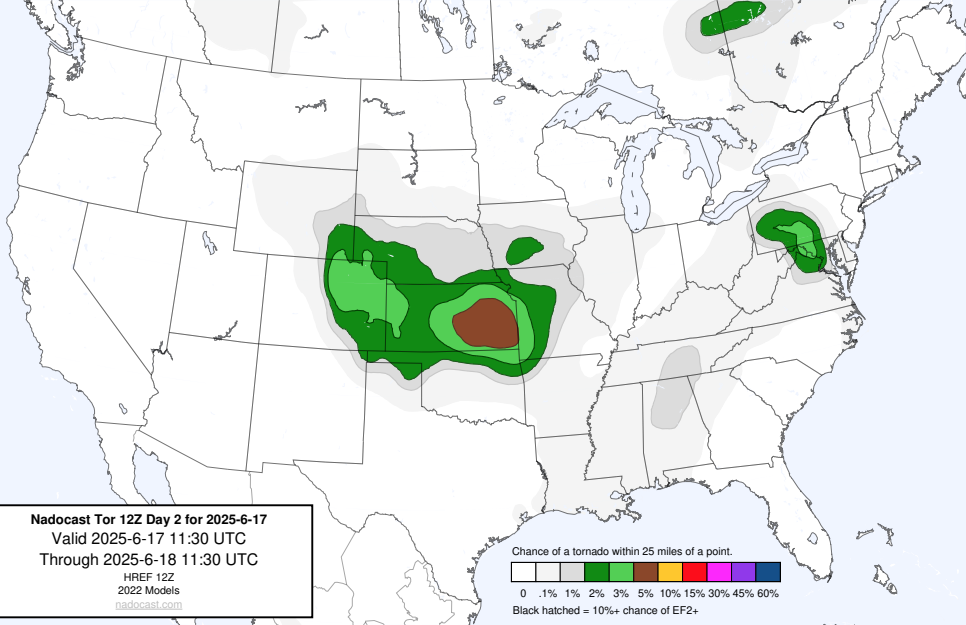 Nadocast Tor 12Z Day 2 for 2025-6-17
Valid 2025-6-17 11:30 UTC
Through 2025-6-18 11:30 UTC
HREF 12Z
2022 Models
nadocast.com
Chance of a tornado within 25 miles of a point.
0 .1% 1% 2% 3% 5% 10% 15% 30% 45% 60%
Black hatched = 10%+ chance of EF2+